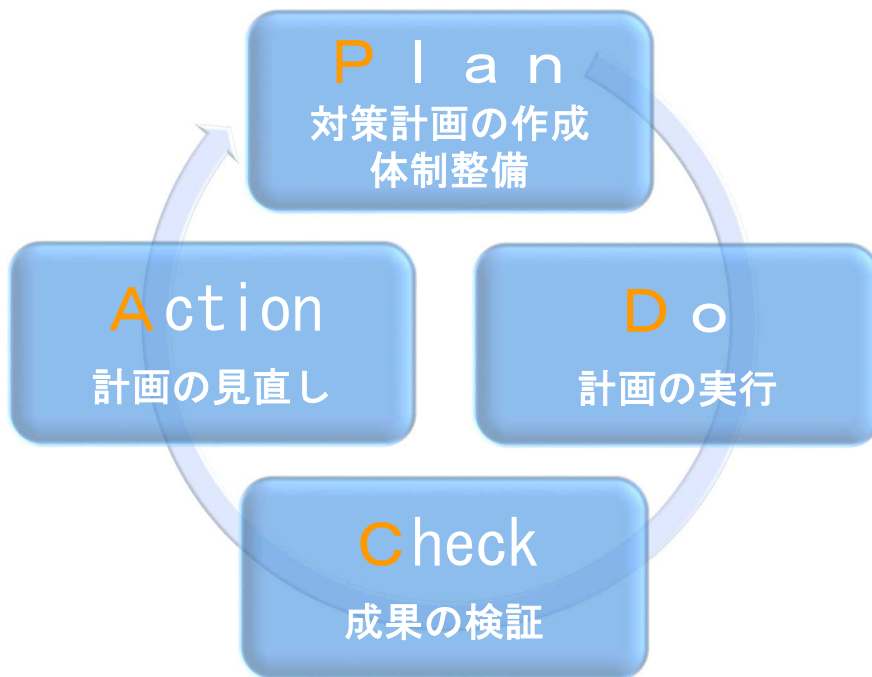 Plan
対策計画の作成
体制整備
Do
計画の実行
Check
成果の検証
Action
計画の見直し